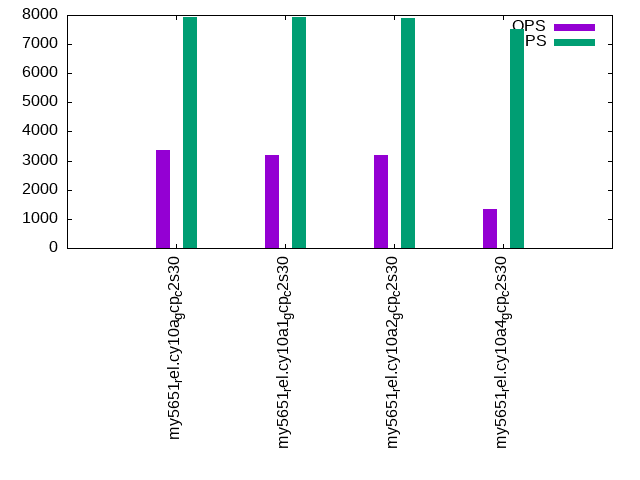 8000
7000
6000
5000
4000
3000
2000
1000
0
OPS
PS
my5651rel.cy10agcpc2s30
my5651rel.cy10a1gcpc2s30
my5651rel.cy10a2gcpc2s30
my5651rel.cy10a4gcpc2s30